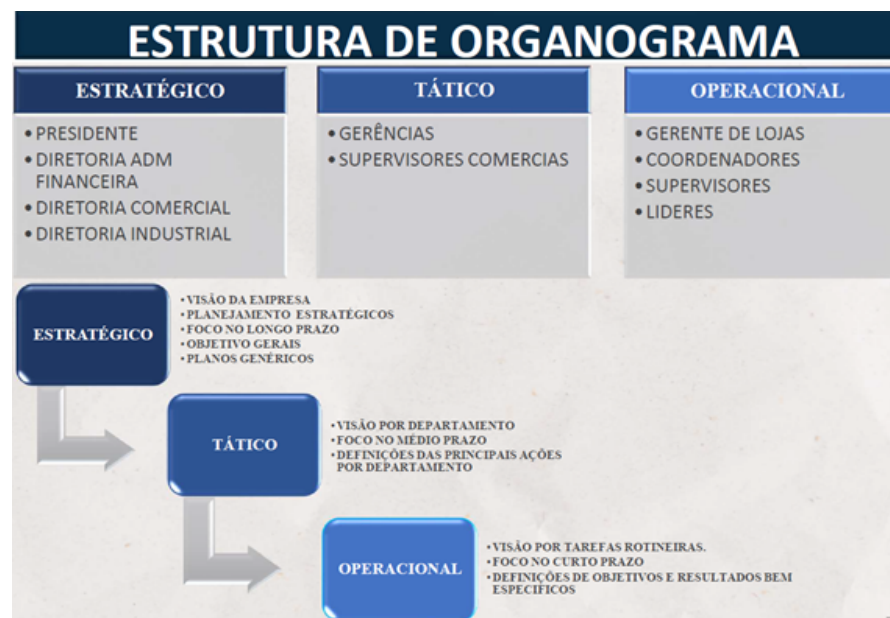 ESTRUTURA DE ORGANOGRAMA
ESTRATÉGICO
• PRESIDENTE
• DIRETORIA ADM
FINANCEIRA
• DIRETORIA COMERCIAL
• DIRETORIA INDUSTRIAL
TÁTICO
• GERÊNCIAS
• SUPERVISORES COMERCIAS
OPERACIONAL
• GERENTE DE LOJAS
• COORDENADORES
• SUPERVISORES
• LIDERES
ESTRATÉGICO
• VISÃO DA EMPRESA
• PLANEJAMENTO ESTRATÉGICOS
• FOCO NO LONGO PRAZO
• OBJETIVO GERAIS
• PLANOS GENÉRICOS
TÁTICO
• VISÃO POR DEPARTAMENTO
• FOCO NO MÉDIO PRAZO
• DEFINIÇÕES DAS PRINCIPAIS AÇÕES
POR DEPARTAMENTO
OPERACIONAL
• VISÃO POR TAREFAS ROTINEIRAS.
• FOCO NO CURTO PRAZO
• DEFINIÇÕES DE OBJETIVOS E RESULTADOS BEM
ESPECIFICOS